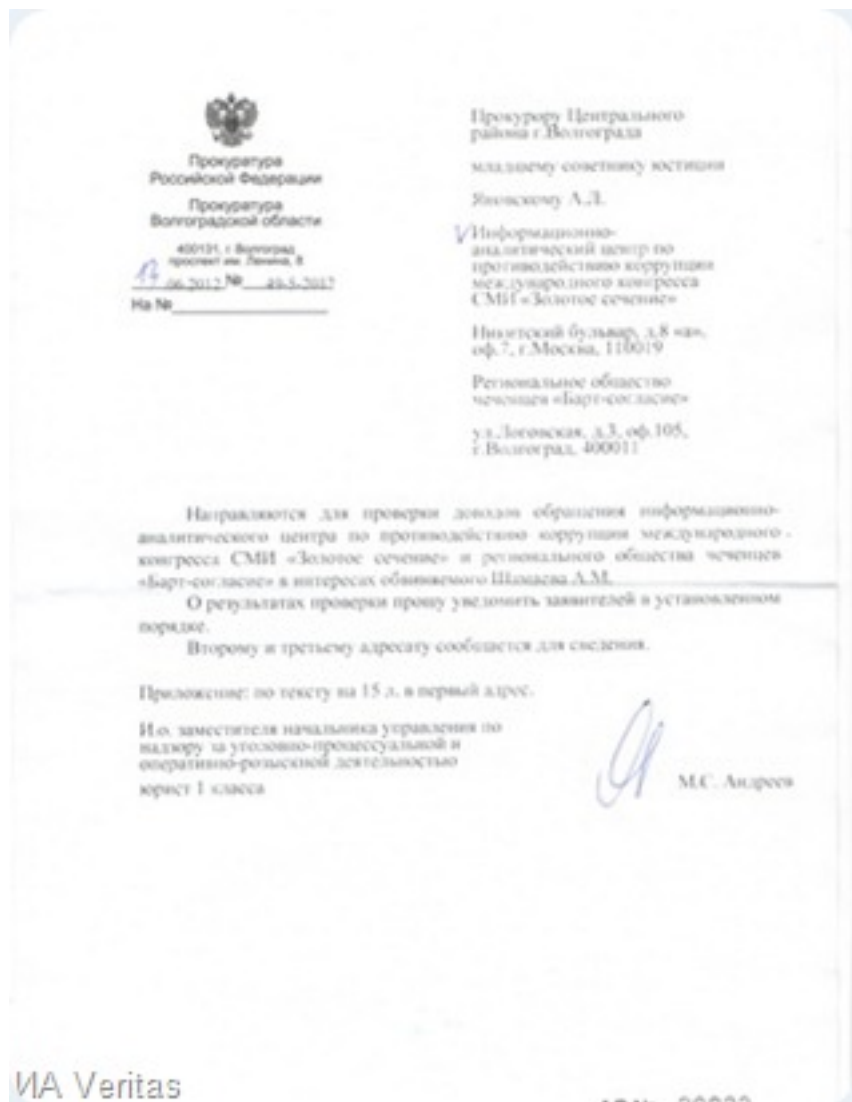 Прокуратура
Российской Федерации
Прокуратура
Волгоградской области
400131, г. Волгоград
проспект им. Ленина, 8
06.2012 №
На №
Прокурору Центрального
района г.Волгограда
младшему советнику юстиции
Яновскому А.Л.
Информационно-
аналитический центр по
противодействию коррупции
международного конгресса
СМИ «Золотое сечение»
Никитский бульвар, д.8 «а»,
оф.7, г.Москва, 110019
Региональное общество
чеченцев «Барт-согласие»
ул.Логовская, д.3, оф.105,
г.Волгоград, 400011
Направляются для проверки доводов обращения информационно-
аналитического центра по противодействию коррупции международного
конгресса СМИ «Золотое сечение» и регионального общества чеченцев
«Барт-согласие» в интересах обвиняемого А.М.
О результатах проверки прошу уведомить заявителей в установленном
порядке.
Второму и третьему адресату сообщается для сведения.
Приложение: по тексту на 15 л. в первый адрес.
И.о. заместителя начальника управления по
надзору за уголовно-процессуальной и
оперативно-розыскной деятельностью
юрист 1 класса
М.С. Андреев
ИА Veritas